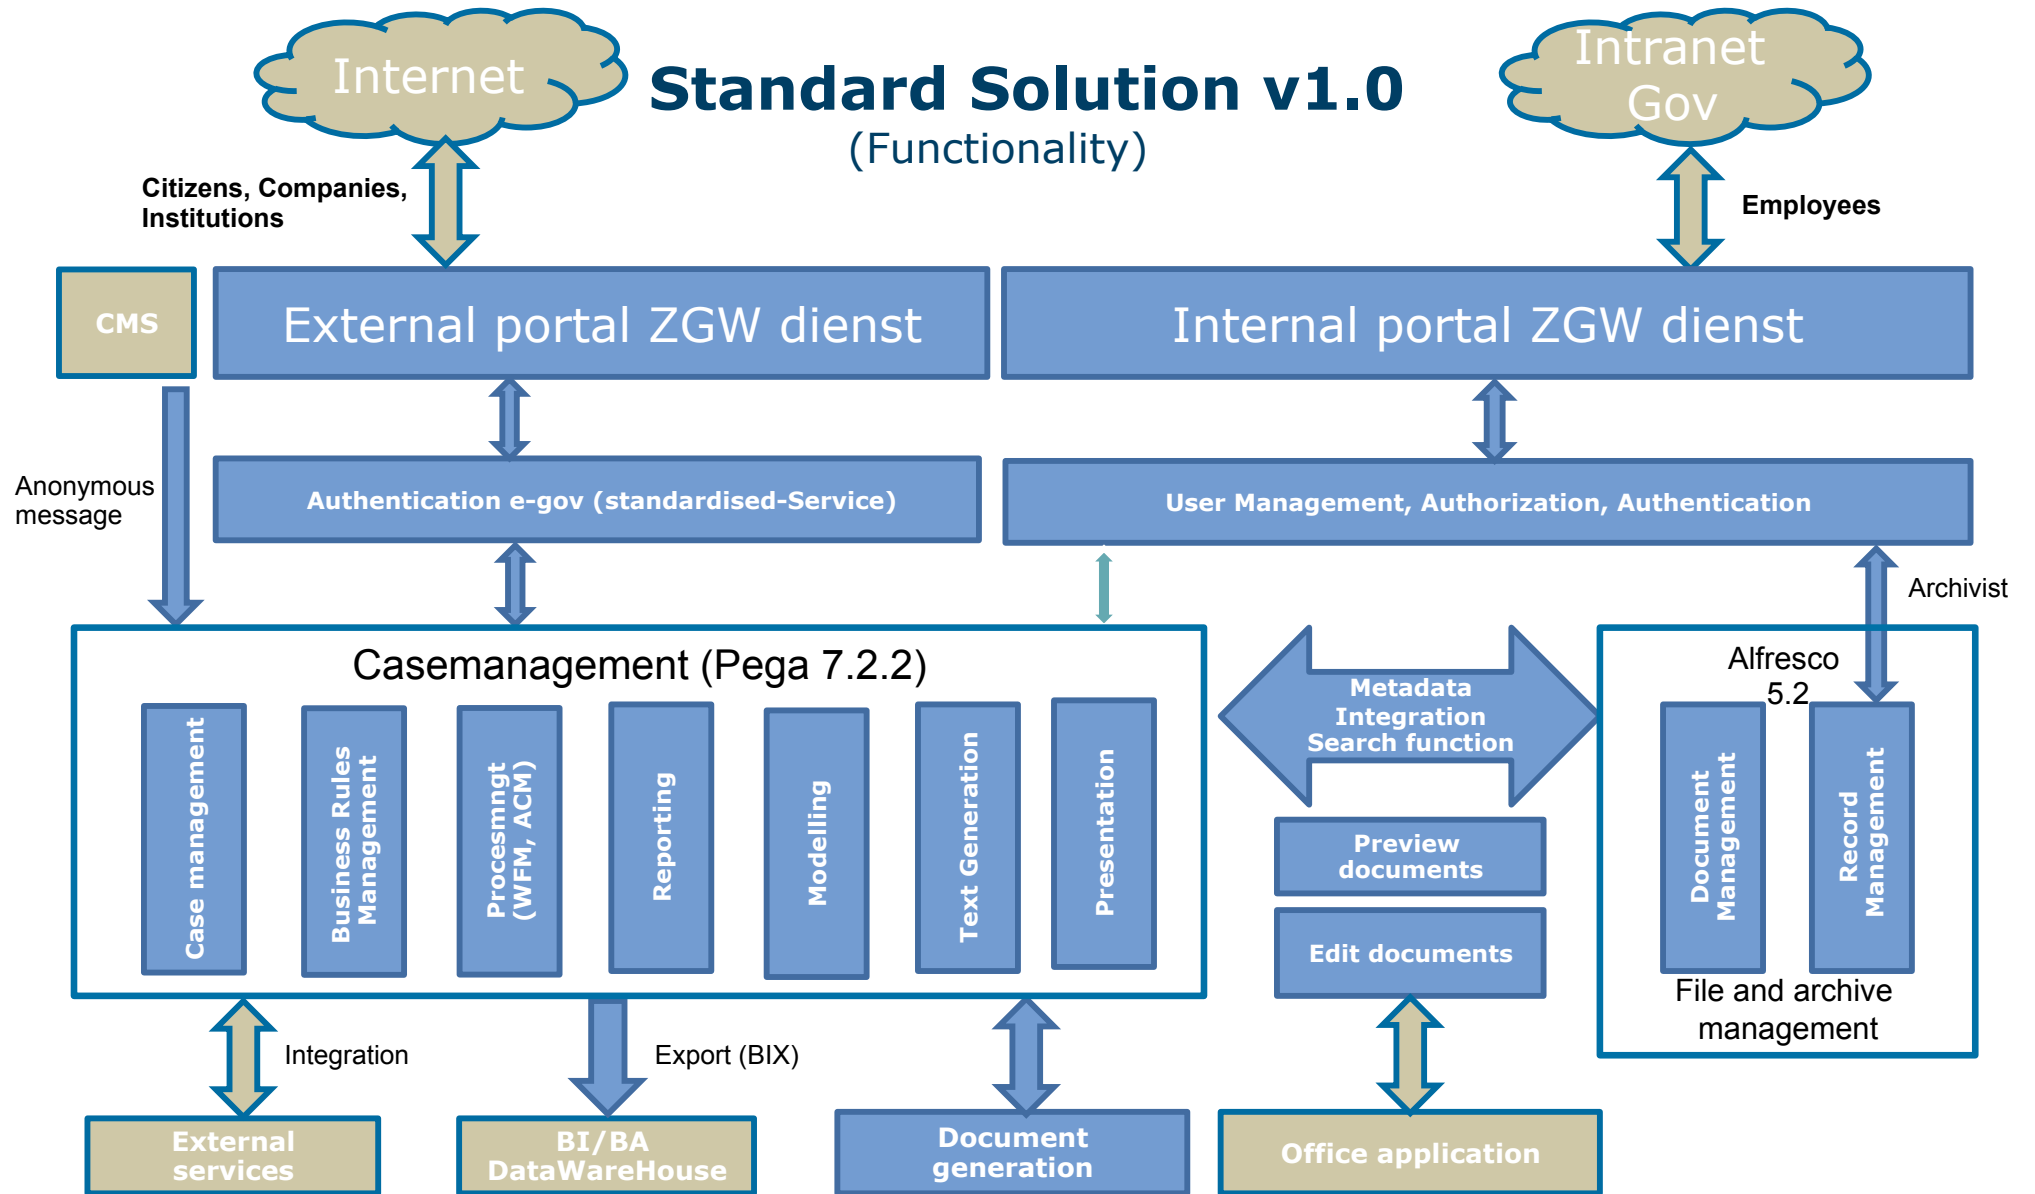 Internet
Standard Solution v1.0
(Functionality)
Intranet
Gov
Citizens, Companies,
Institutions
Employees
CMS
External portal ZGW dienst
Internal portal ZGW dienst
Anonymous
message
Authentication e-gov (standardised-Service)
User Management, Authorization, Authentication
Archivist
Casemanagement (Pega 7.2.2)
Case management
Business Rules
Management
Procesmngt
(WFM, ACM)
Reporting
Modelling
Text Generation
Presentation
Metadata
Integration
Search function
Preview
documents
Edit documents
Alfresco
5.2
Document
Management
Record
Management
File and archive
management
Integration
Export (BIX)
External
services
BI/BA
DataWareHouse
Document
generation
Office application